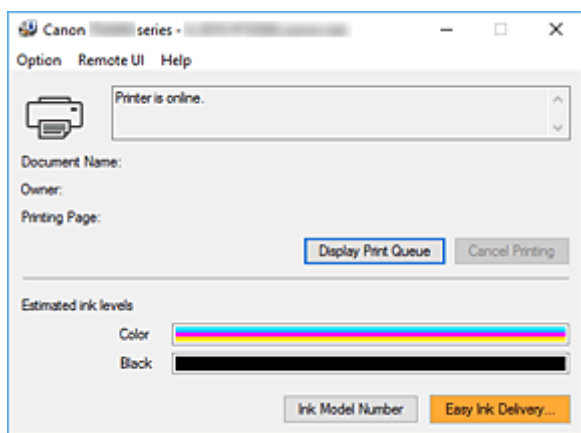 Canon series -
Option Remote UI Help
Printer is online.
Document Name:
Owner:
Printing Page:
Display Print Queue Cancel Printing
Estimated ink levels
Color
Black
Ink Model Number Easy Ink Delivery...